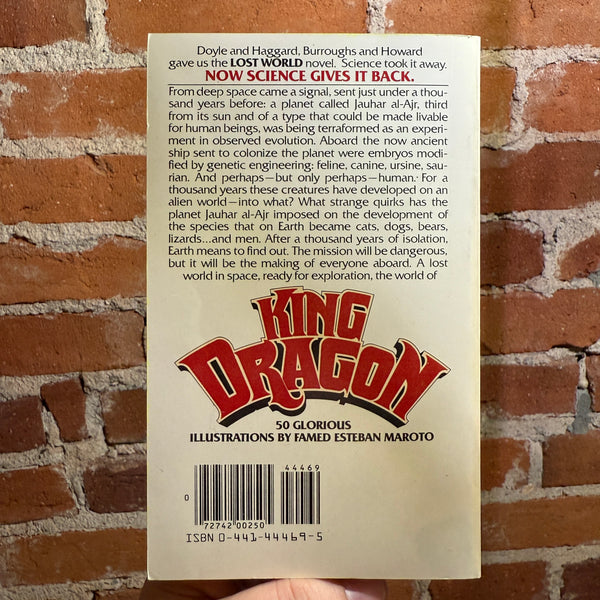 Doyle and Haggard, Burroughs and Howard
gave us the LOST WORLD novel. Science took it away.
NOW SCIENCE GIVES IT BACK.
From deep space came a signal, sent just under a thou-
sand years before: a planet called Jauhar al-Ajr, third
from its sun and of a type that could be made livable
for human beings, was being terraformed as an experi-
ment in observed evolution. Aboard the now ancient
ship sent to colonize the planet were embryos modi-
fied by genetic engineering: feline, canine, ursine, sau-
rian. And perhaps—but only perhaps—human. For a
thousand years these creatures have developed on an
alien world—into what? What strange quirks has the
planet Jauhar al-Ajr imposed on the development of
the species that on Earth became cats, dogs, bears,
lizards...and men. After a thousand years of isolation,
Earth means to find out. The mission will be dangerous,
but it will be the making of everyone aboard. A lost
world in space, ready for exploration, the world of
KING
DRAGON
50 GLORIOUS
ILLUSTRATIONS BY FAMED ESTEBAN MAROTO
44469
0
72742 00250
ISBN 0-441-44469-5